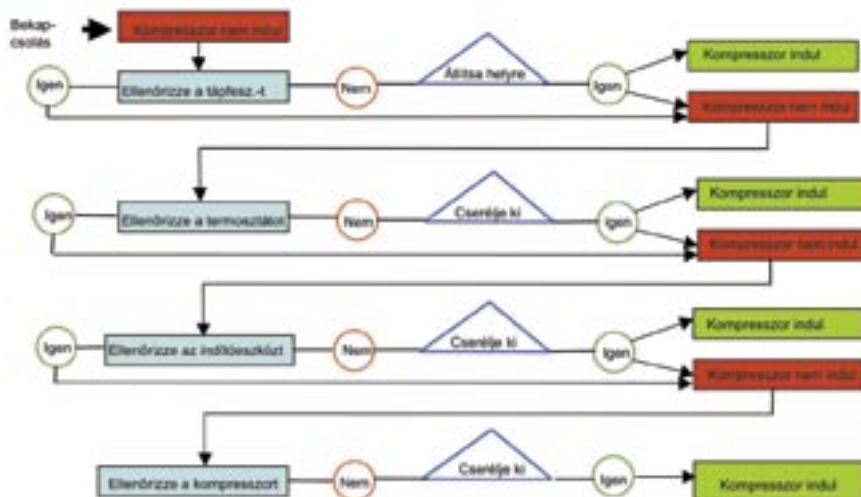 Bekap-
csolás
Kompresszor nem indul
Igen
Ellenőrizze a tápfesz.-t
Nem
Állítsa helyre
Igen
Kompresszor indul
Kompresszor nem indul
Igen
Ellenőrizze a termosztátot
Nem
Cserélje ki
Igen
Kompresszor indul
Kompresszor nem indul
Igen
Ellenőrizze az indítóeszközt
Nem
Cserélje ki
Igen
Kompresszor indul
Kompresszor nem indul
Ellenőrizze a kompresszort
Nem
Cserélje ki
Igen
Kompresszor indul